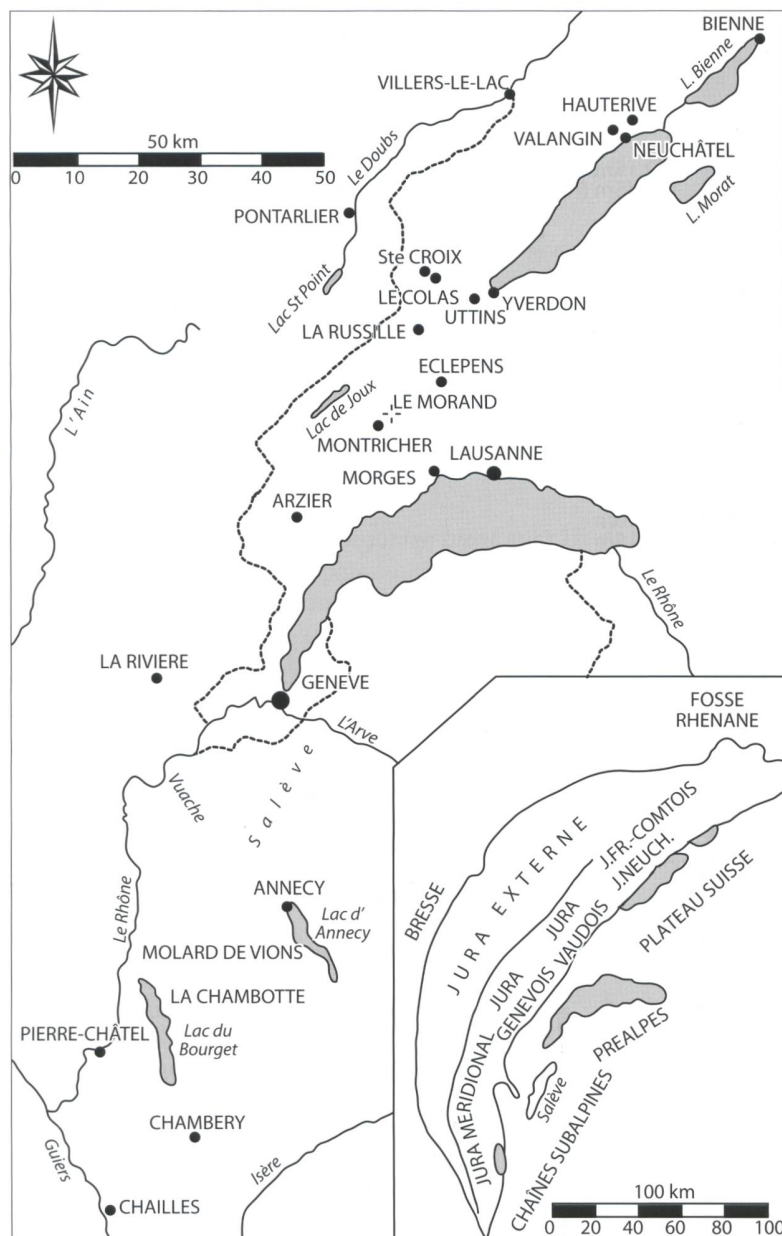 BIENNE
L. Bienne
VILLERS-LE-LAC
HAUTERIVE
VALANGIN
NEUCHÂTEL
50 km
0 10 20 30 40 50
Le Doubs
L. Morat
PONTARLIER
Ste CROIX
Lac St Point
LE COLAS
YVERDON
UTTINS
LA RUSSILLE
L'Ain
ECLEPENS
Lac de Joux
LE MORAND
MONTRICHER
LAUSANNE
MORGES
ARZIER
Le Rhône
LA RIVIERE
GENEVE
L'Arve
Vuache
Salève
Le Rhône
ANNECY
Lac d'
Annecy
MOLARD DE VIONS
LA CHAMBOTTE
PIERRE-CHÂTEL
Lac du
Bourget
CHAMBERY
Guiers
Isère
CHAILLES
FOSSE
RHENANE
J.FR.-COMTOIS
J.NEUCH.
JURA EXTERNE
BRESSE
JURA
VAUDOIS
PLATEAU SUISSE
JURA
GENEVOIS
PREALPES
JURA MERIDIONAL
Salève
CHAÎNES SUBALPINES
100 km
0 20 40 60 80 100